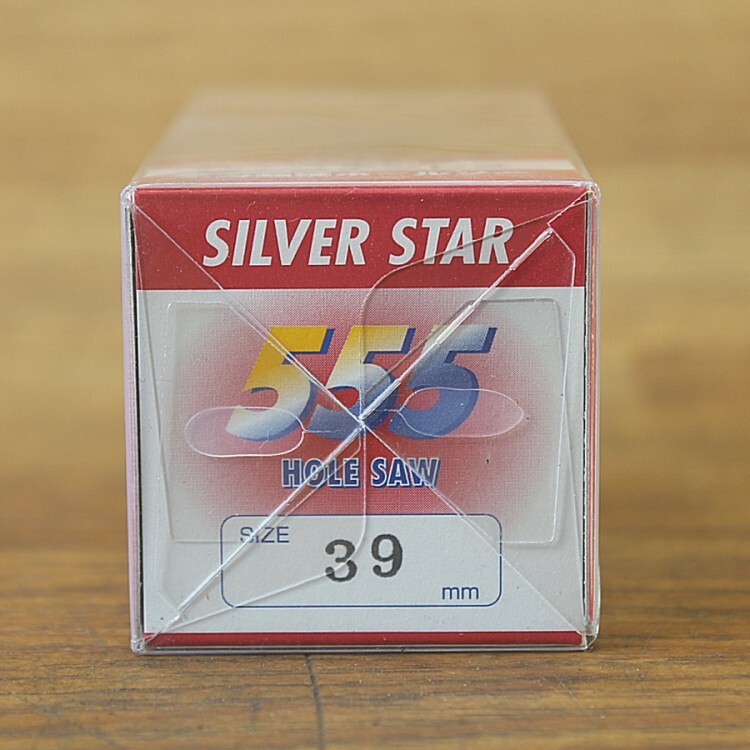 SILVER STAR
555
HOLE SAW
SIZE
39
mm